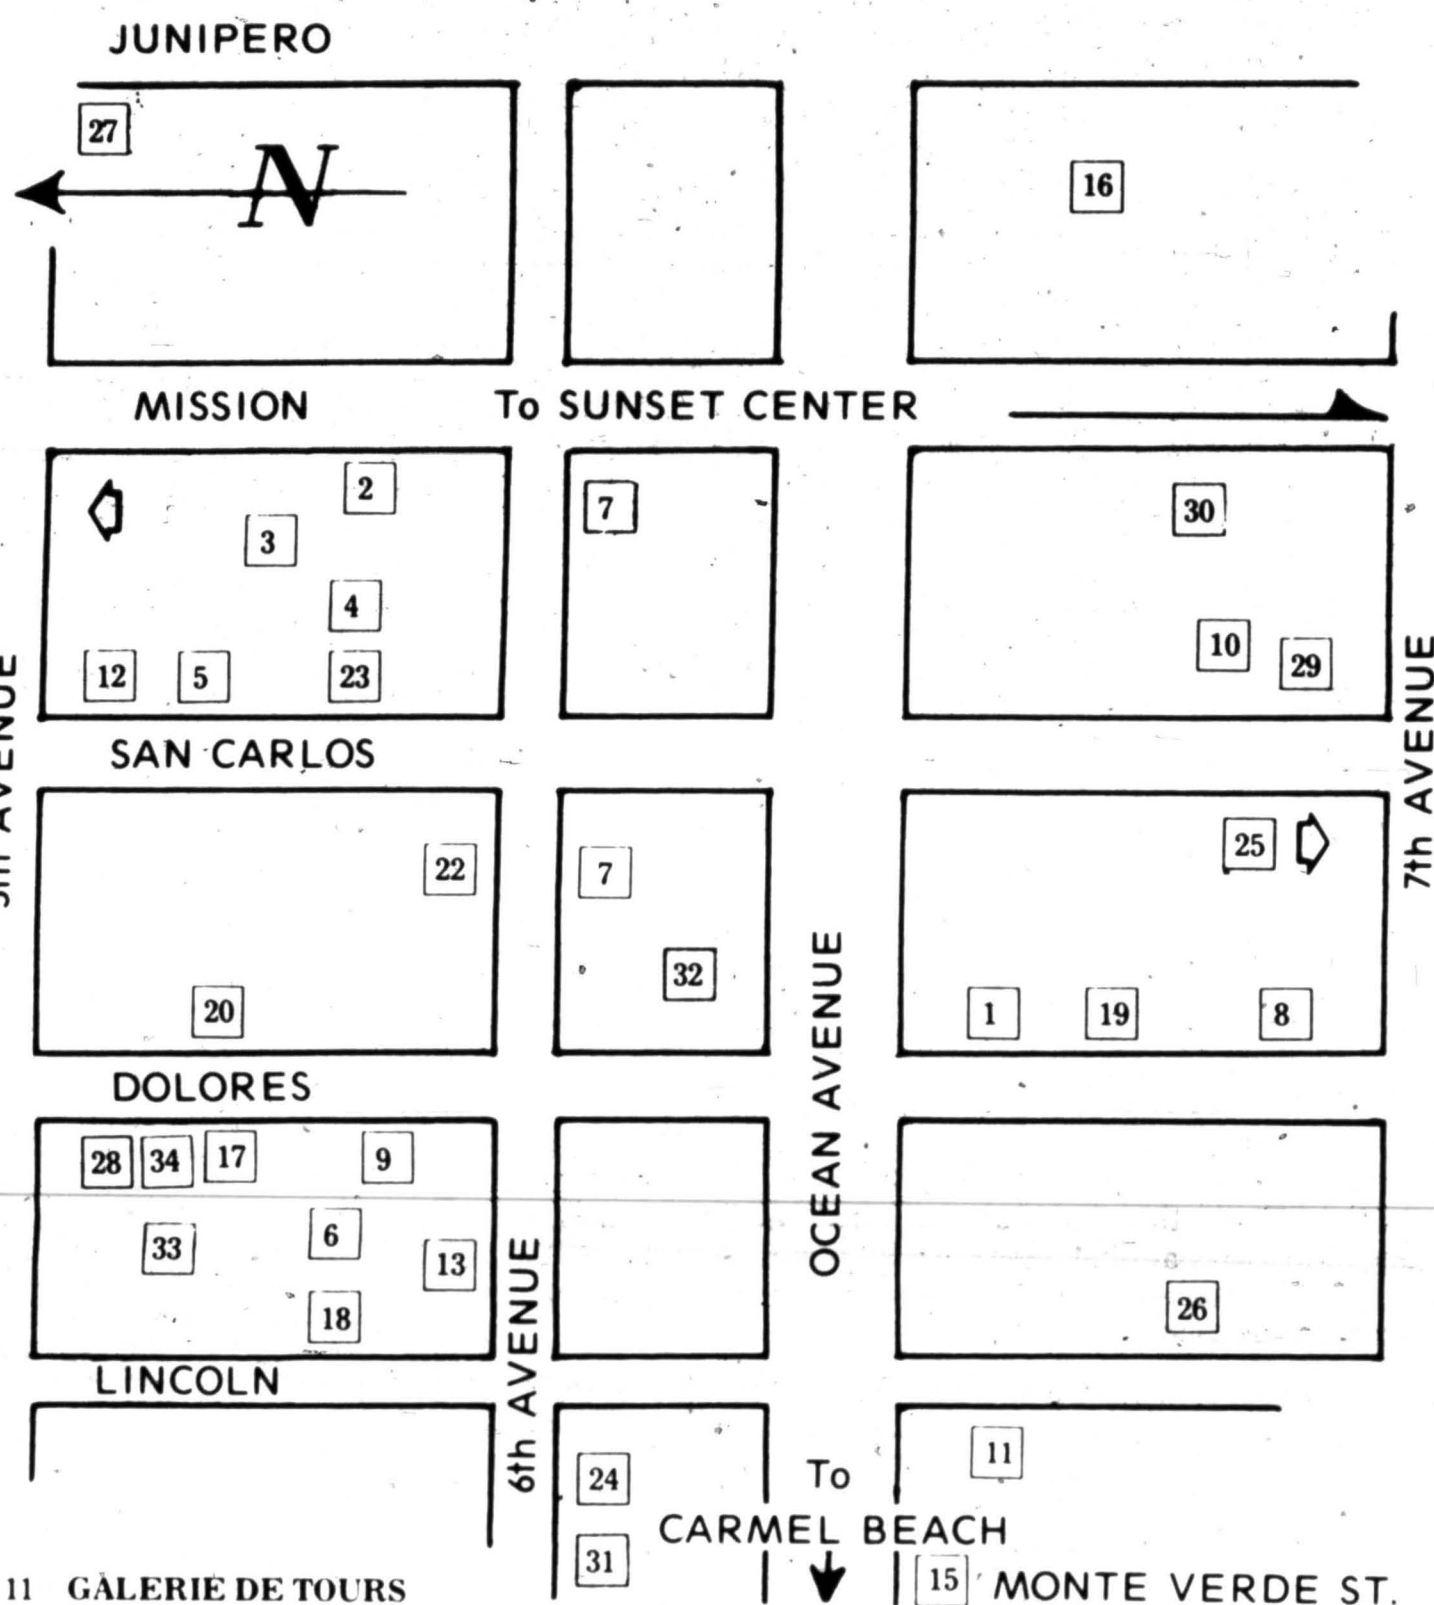 JUNIPERO
27
N
16
MISSION To SUNSET CENTER
2
7
30
3
4
10
29
12 5 23
7th AVENUE
SAN CARLOS
25
22
7
32
20
1 19 8
OCEAN AVENUE
DOLORES
28 34 17 9
6
33
13
18
26
6th AVENUE
LINCOLN
11
24
To
CARMEL BEACH
31
15 MONTE VERDE ST.
11 GALERIE DE TOURS